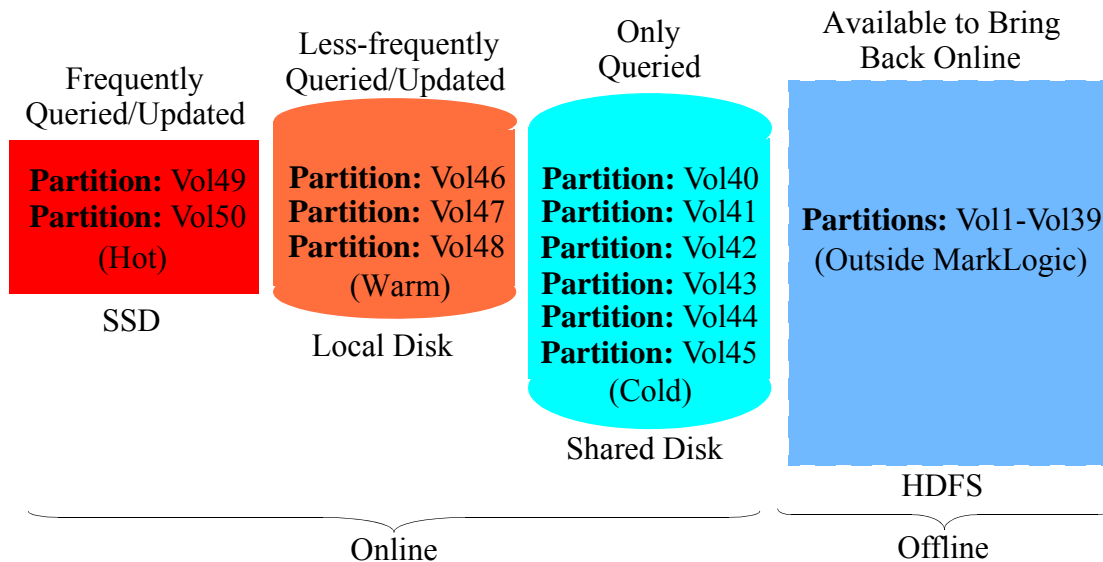 Frequently
Queried/Updated
Partition: Vol49
Partition: Vol50
(Hot)
SSD
Less-frequently
Queried/Updated
Partition: Vol46
Partition: Vol47
Partition: Vol48
(Warm)
Local Disk
Only
Queried
Partition: Vol40
Partition: Vol41
Partition: Vol42
Partition: Vol43
Partition: Vol44
Partition: Vol45
(Cold)
Shared Disk
Available to Bring
Back Online
Partitions: Vol1-Vol39
(Outside MarkLogic)
HDFS
Online
Offline